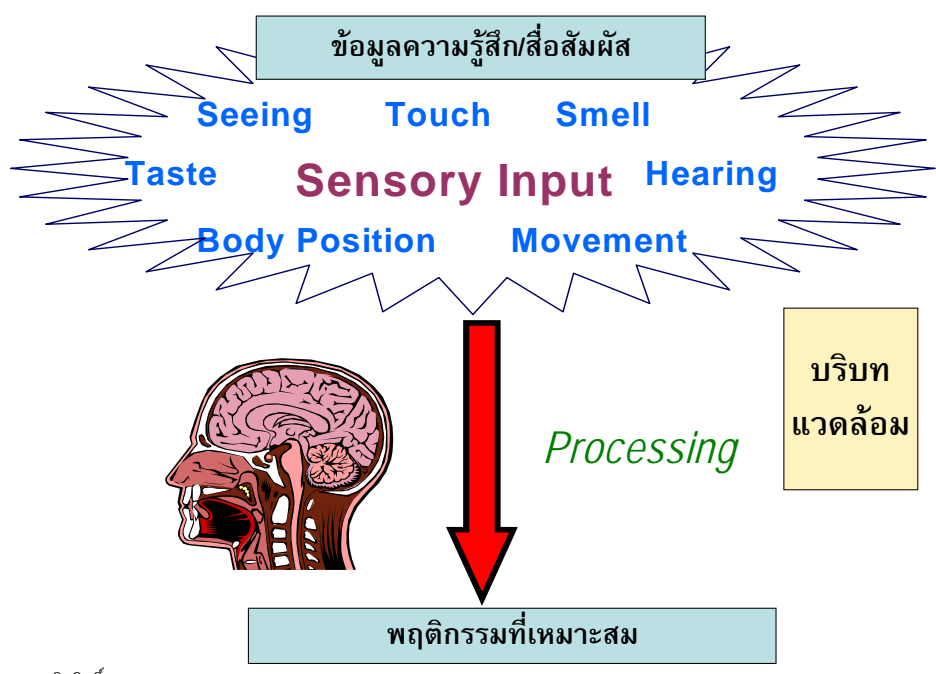 ข้อมูลความรู้สึก/สื่อสัมผัส
Seeing Touch Smell
Taste Sensory Input Hearing
Body Position Movement
บริบท
แวดล้อม
Processing
พฤติกรรมที่เหมาะสม